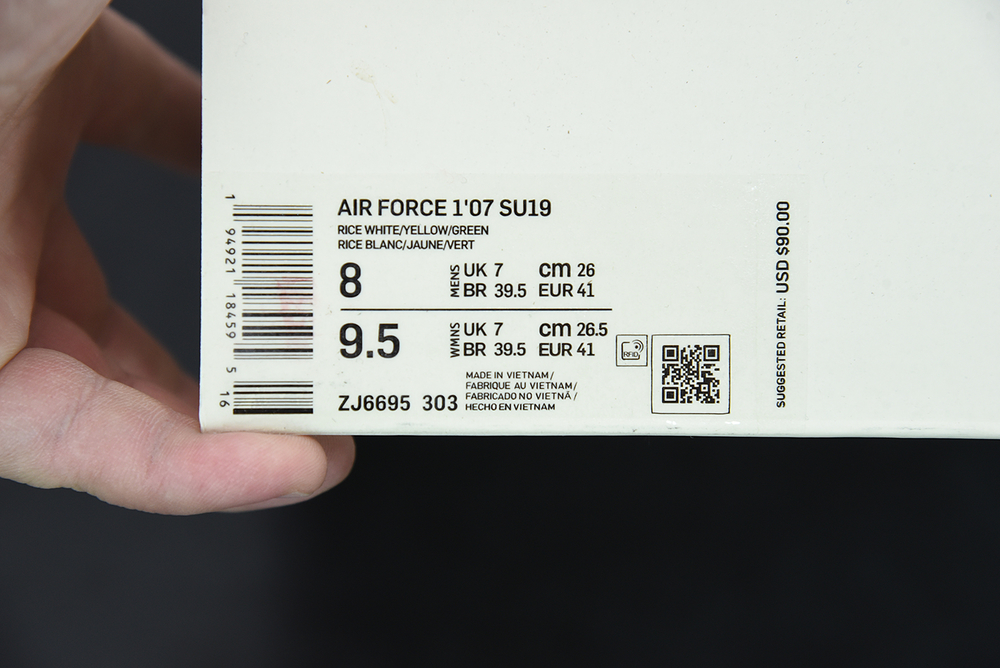 AIR FORCE 1'07 SU19
RICE WHITE/YELLOW/GREEN
RICE BLANC/JAUNE/VERT
8 MENS UK 7 cm 26
BR 39.5 EUR 41
9.5 WMNS UK 7 cm 26.5
BR 39.5 EUR 41
MADE IN VIETNAM/
FABRIQUE AU VIETNAM/
FABRICADO NO VIETNÃ/
HECHO EN VIETNAM
ZJ6695 303
RFID
1 94921 18459 5 16
SUGGESTED RETAIL: USD $90.00